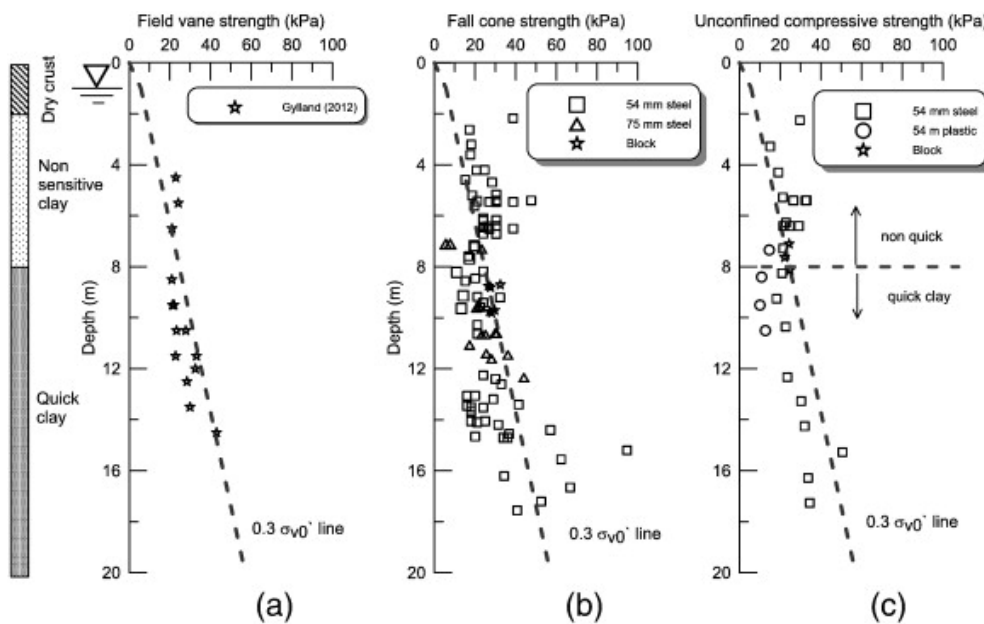 Field vane strength (kPa)
0 20 40 60 80 100
0
4
8
12
16
20
Depth (m)
Gylland (2012)
0.3 σv0` line
(a)
Dry crust
Non
sensitive
clay
Quick
clay
Fall cone strength (kPa)
0 20 40 60 80 100
0
4
8
12
16
20
Depth (m)
54 mm steel
75 mm steel
Block
0.3 σv0` line
(b)
Unconfined compressive strength (kPa)
0 20 40 60 80 100
0
4
8
12
16
20
Depth (m)
54 mm steel
54 m plastic
Block
non quick
quick clay
0.3 σv0` line
(c)